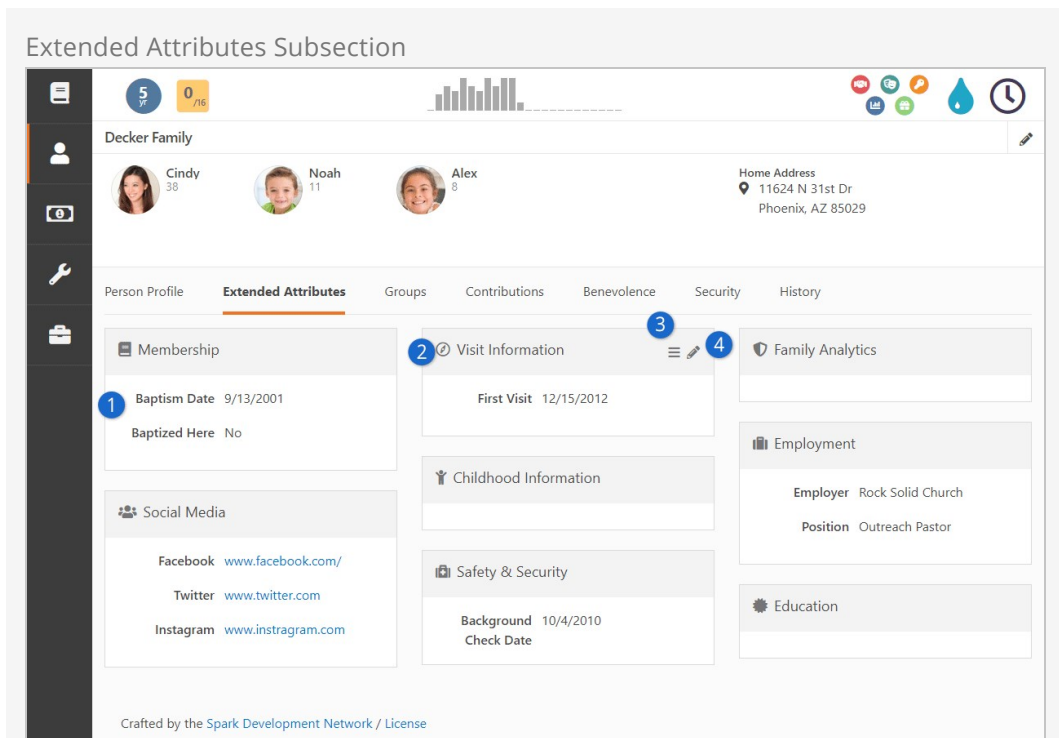 Extended Attributes Subsection
5
yr
0/16
Decker Family
Cindy
38
Noah
11
Alex
8
Home Address
11624 N 31st Dr
Phoenix, AZ 85029
Person Profile
Extended Attributes
Groups
Contributions
Benevolence
Security
History
Membership
1
Baptism Date 9/13/2001
Baptized Here No
Social Media
Facebook www.facebook.com/
Twitter www.twitter.com
Instagram www.instragram.com
2
Visit Information
3
4
First Visit 12/15/2012
Childhood Information
Safety & Security
Background 10/4/2010
Check Date
Family Analytics
Employment
Employer Rock Solid Church
Position Outreach Pastor
Education
Crafted by the Spark Development Network / License